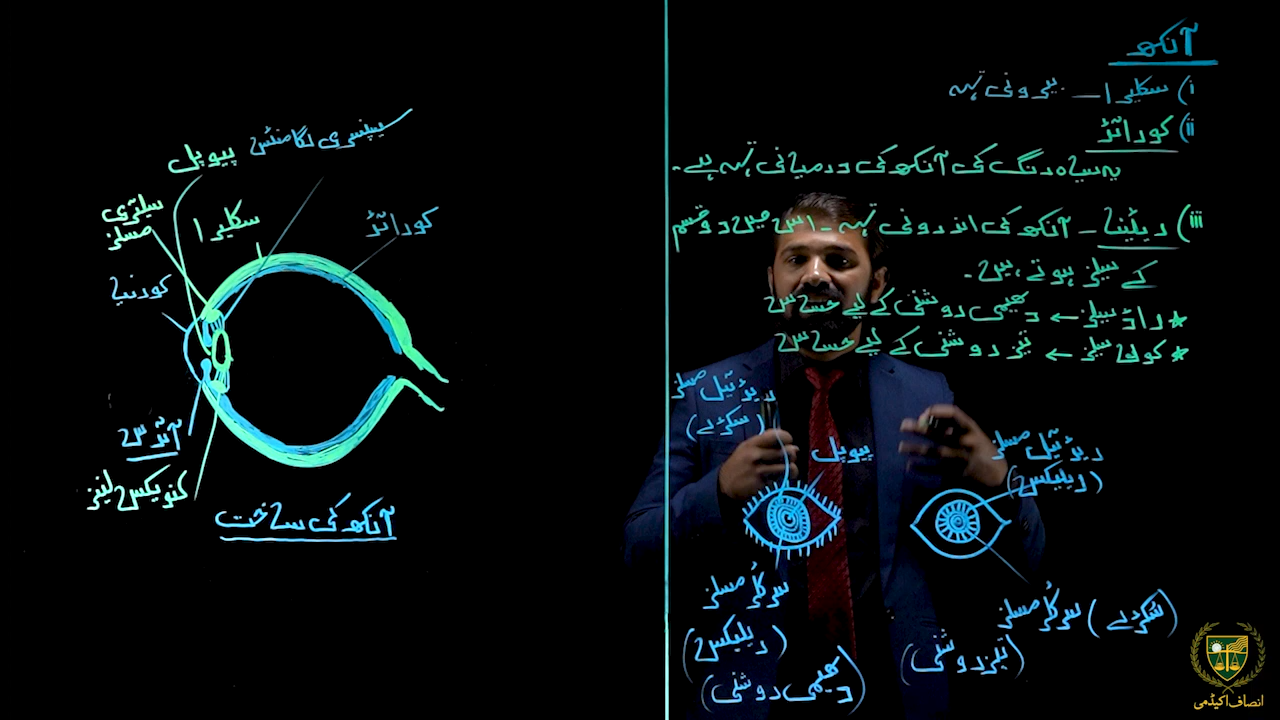 آنکھ
i) سکلیرا — بیرونی تہہ
ii) کورائڈ
یہ سیاہ رنگ کی آنکھ کی درمیانی تہہ ہے۔
iii) ریٹینا - آنکھ کی اندرونی تہہ - اس میں دو قسم
کے سیلز ہوتے ہیں۔
* راڈ سیلز ← دھیمی روشنی کے لیے حساس
* کون سیلز ← تیز روشنی کے لیے حساس
ریڈیل مسلز
(سکڑے)
پیوپل
سرکلر مسلز
(ریلیکس)
(دھیمی روشنی)
ریڈیل مسلز
(ریلیکس)
سرکلر مسلز (سکڑے)
(تیز روشنی)
سپنسری لگامنٹس
پیوپل
سیلری
مسلز
سکلیرا
کورائڈ
کورنیا
آئرس
کنویکس لینز
آنکھ کی ساخت
انصاف اکیڈمی